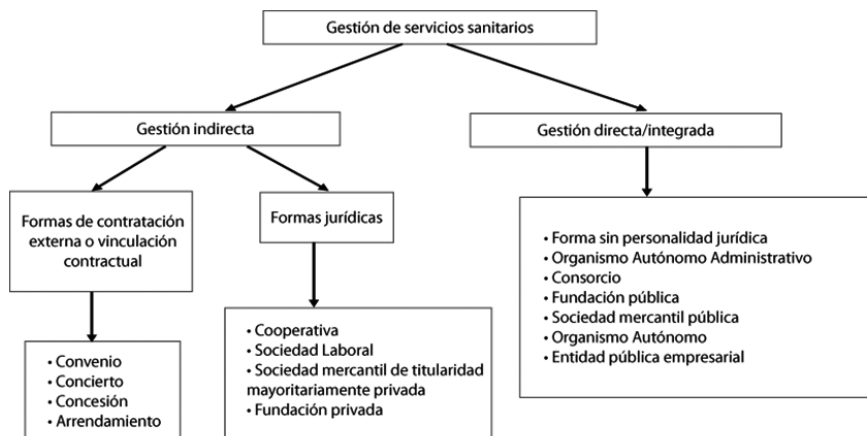 Gestión de servicios sanitarios
Gestión indirecta
Gestión directa/integrada
Formas de contratación
externa o vinculación
contractual
Formas jurídicas
• Forma sin personalidad jurídica
• Organismo Autónomo Administrativo
• Consorcio
• Fundación pública
• Sociedad mercantil pública
• Organismo Autónomo
• Entidad pública empresarial
• Convenio
• Concierto
• Concesión
• Arrendamiento
• Cooperativa
• Sociedad Laboral
• Sociedad mercantil de titularidad
mayoritariamente privada
• Fundación privada